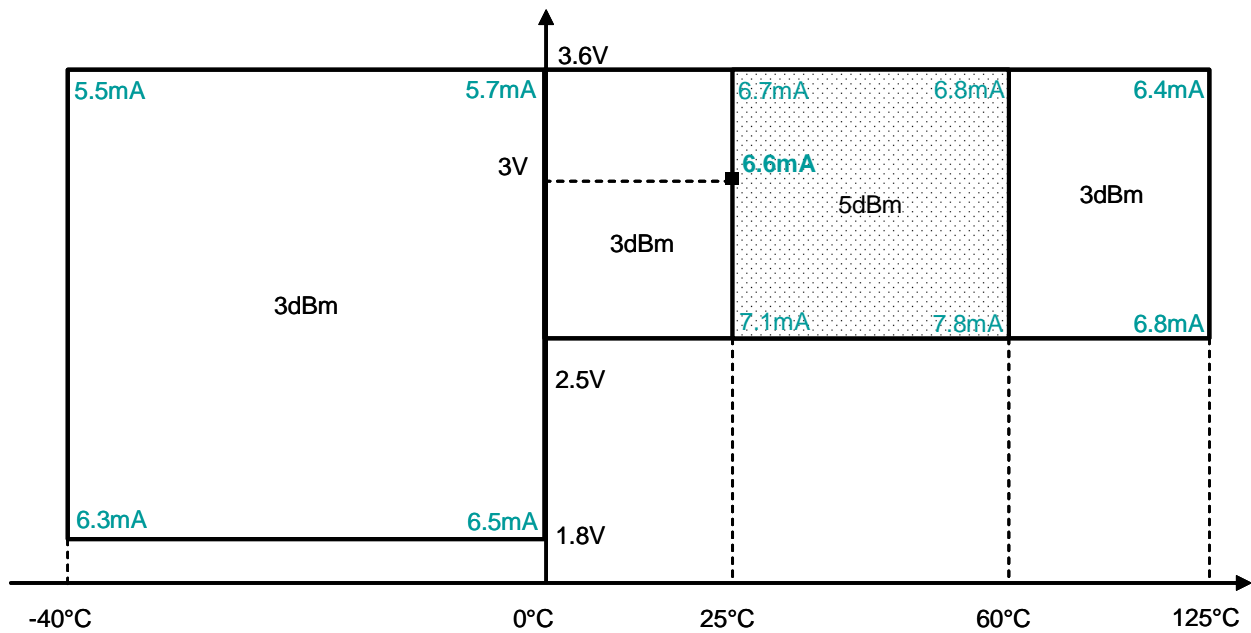 3.6V
5.5mA 5.7mA 6.7mA 6.8mA 6.4mA
3V 6.6mA
3dBm
5dBm
3dBm
3dBm
7.1mA 7.8mA 6.8mA
2.5V
6.3mA 6.5mA
1.8V
-40°C 0°C 25°C 60°C 125°C